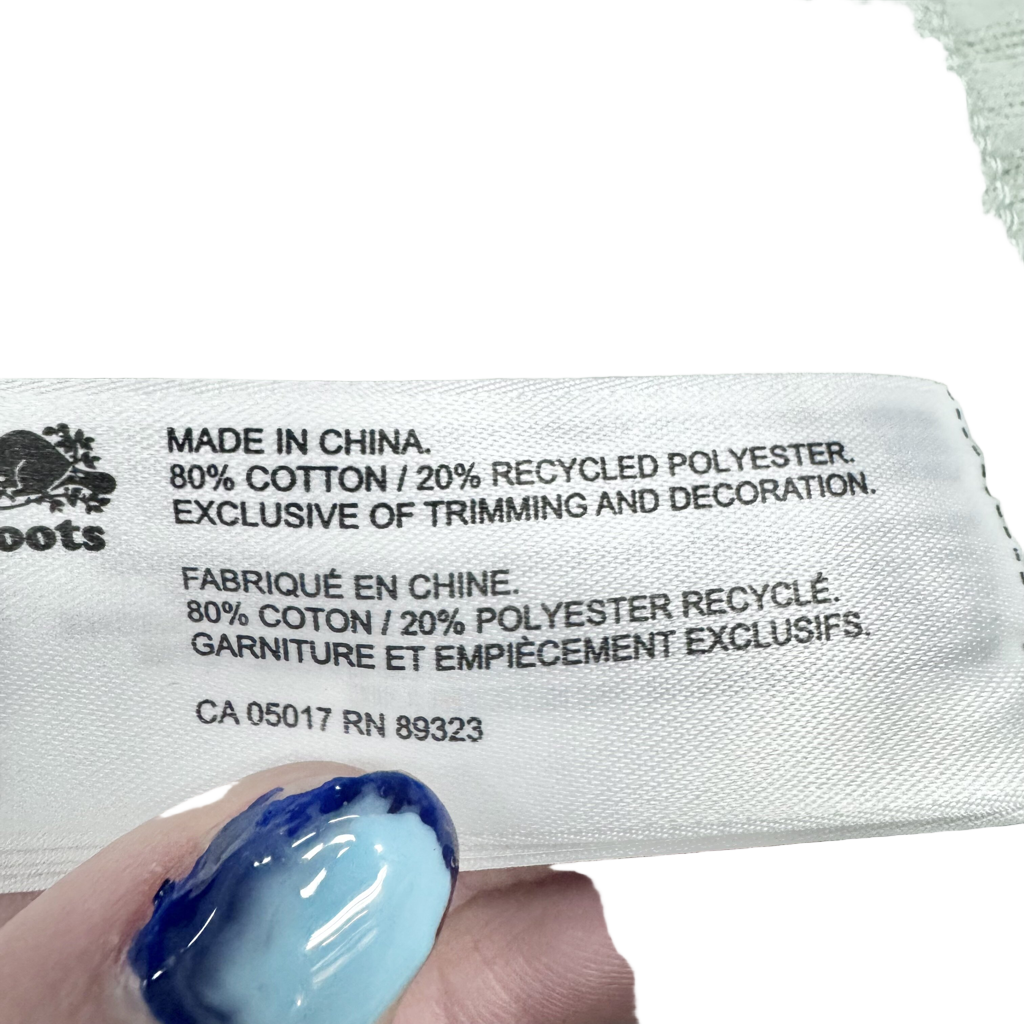 oots
MADE IN CHINA.
80% COTTON / 20% RECYCLED POLYESTER.
EXCLUSIVE OF TRIMMING AND DECORATION.
FABRIQUÉ EN CHINE.
80% COTON / 20% POLYESTER RECYCLÉ.
GARNITURE ET EMPIÈCEMENT EXCLUSIFS.
CA 05017 RN 89323